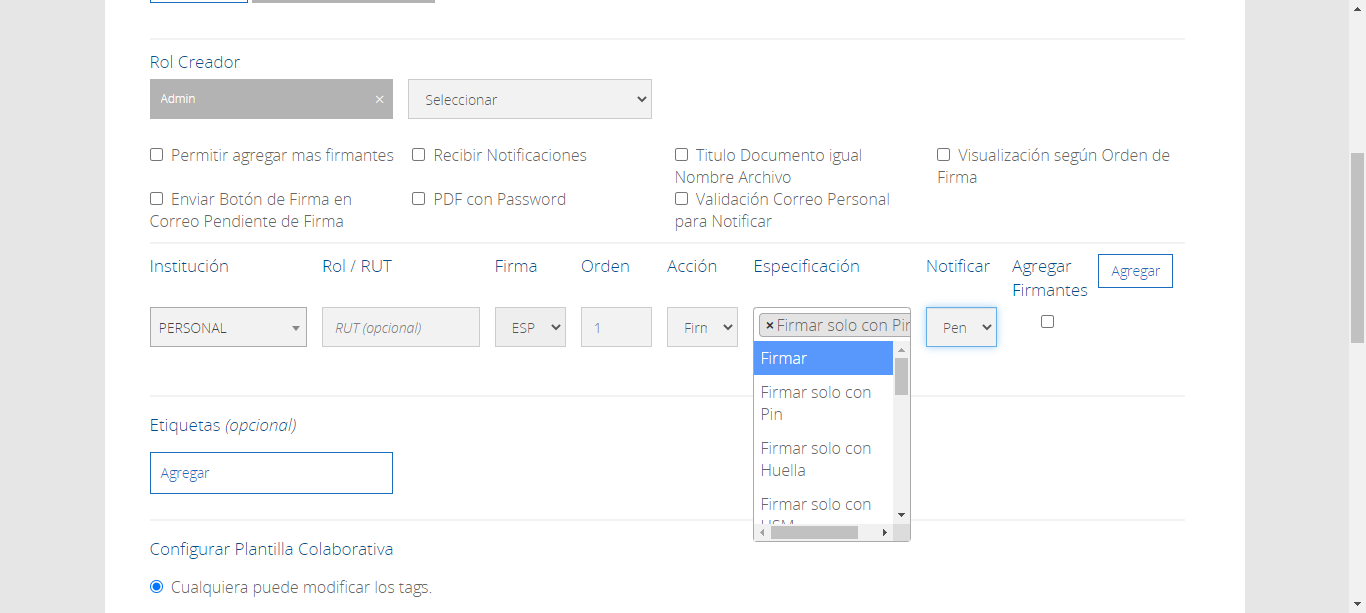 Rol Creador
Admin ×
Seleccionar
Permitir agregar mas firmantes
Recibir Notificaciones
Titulo Documento igual
Nombre Archivo
Visualización según Orden de
Firma
Enviar Botón de Firma en
Correo Pendiente de Firma
PDF con Password
Validación Correo Personal
para Notificar
Institución
Rol / RUT
Firma
Orden
Acción
Especificación
Notificar
Agregar
Firmantes
Agregar
PERSONAL
RUT (opcional)
ESP
1
Firn
× Firmar solo con Pin
Pen
Firmar
Firmar solo con
Pin
Firmar solo con
Huella
Firmar solo con
HSM
Etiquetas (opcional)
Agregar
Configurar Plantilla Colaborativa
Cualquiera puede modificar los tags.